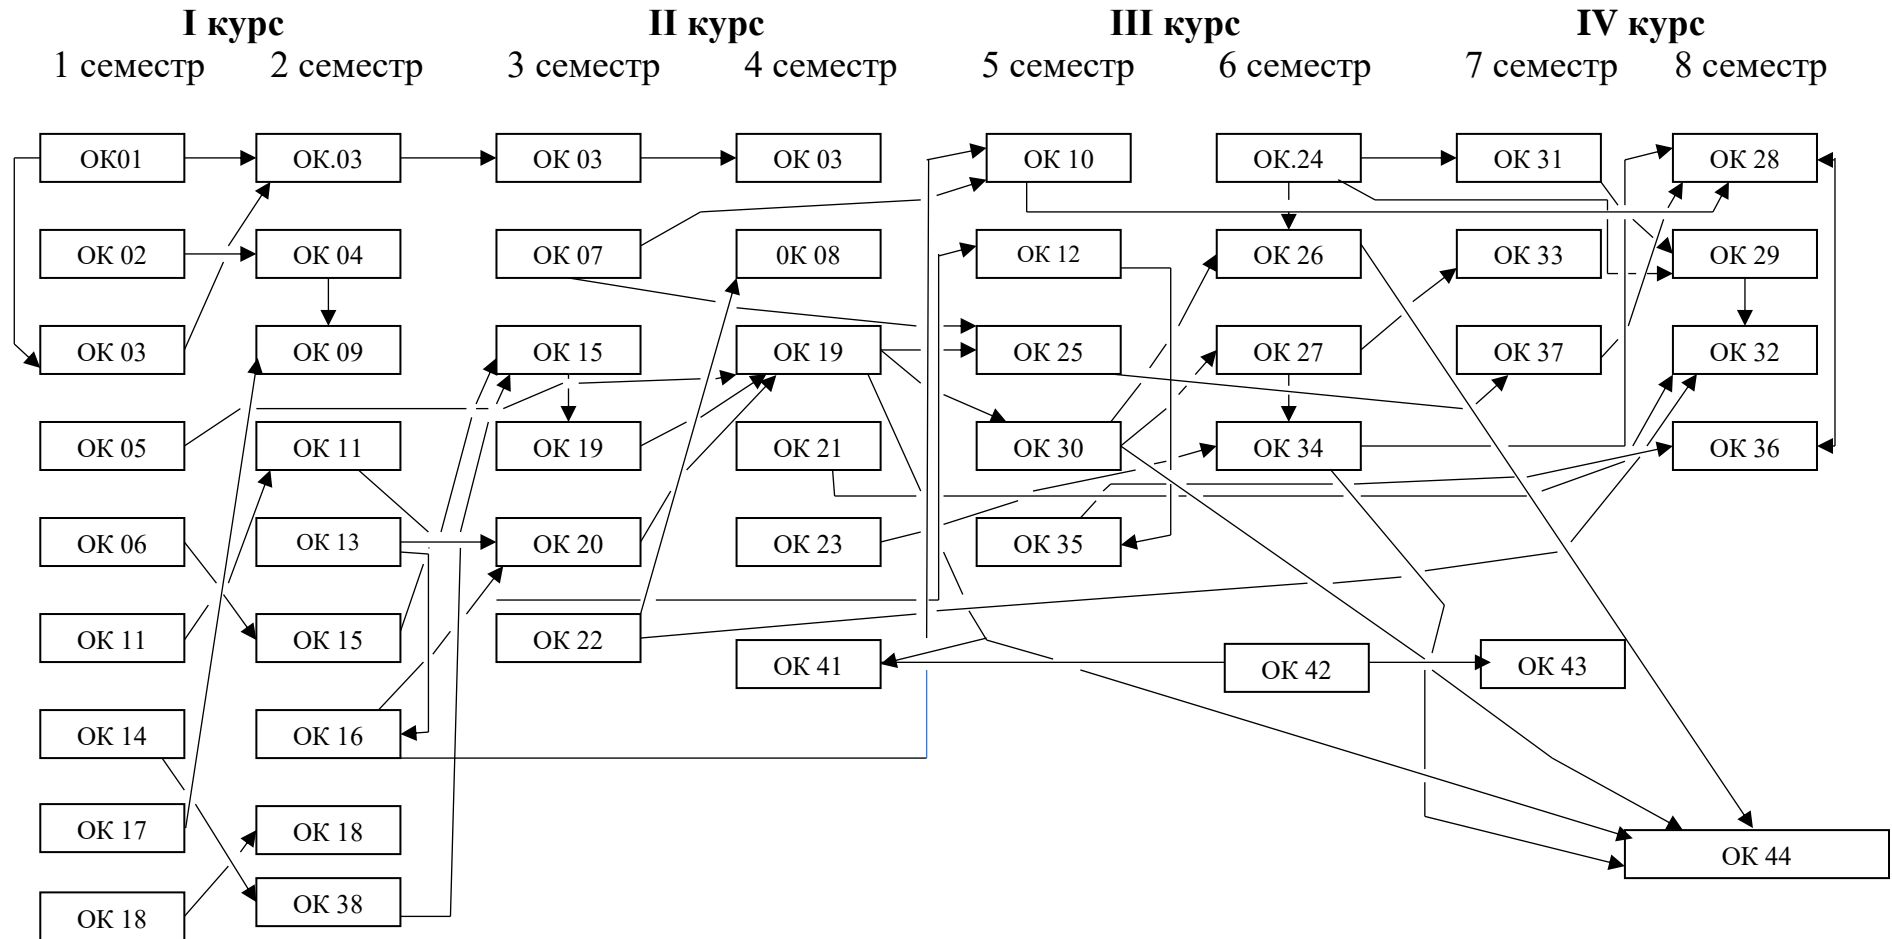 I курс II курс III курс IV курс
1 семестр 2 семестр 3 семестр 4 семестр 5 семестр 6 семестр 7 семестр 8 семестр
ОК01 ОК.03 ОК 03 ОК 03 ОК 10 ОК.24 ОК 31 ОК 28
ОК 02 ОК 04 ОК 07 0К 08 ОК 12 ОК 26 ОК 33 ОК 29
ОК 03 ОК 09 ОК 15 ОК 19 ОК 25 ОК 27 ОК 37 ОК 32
ОК 05 ОК 11 ОК 19 ОК 21 ОК 30 ОК 34 ОК 36
ОК 06 ОК 13 ОК 20 ОК 23 ОК 35
ОК 11 ОК 15 ОК 22 ОК 41 ОК 42 ОК 43
ОК 14 ОК 16
ОК 17 ОК 18 ОК 44
ОК 18 ОК 38